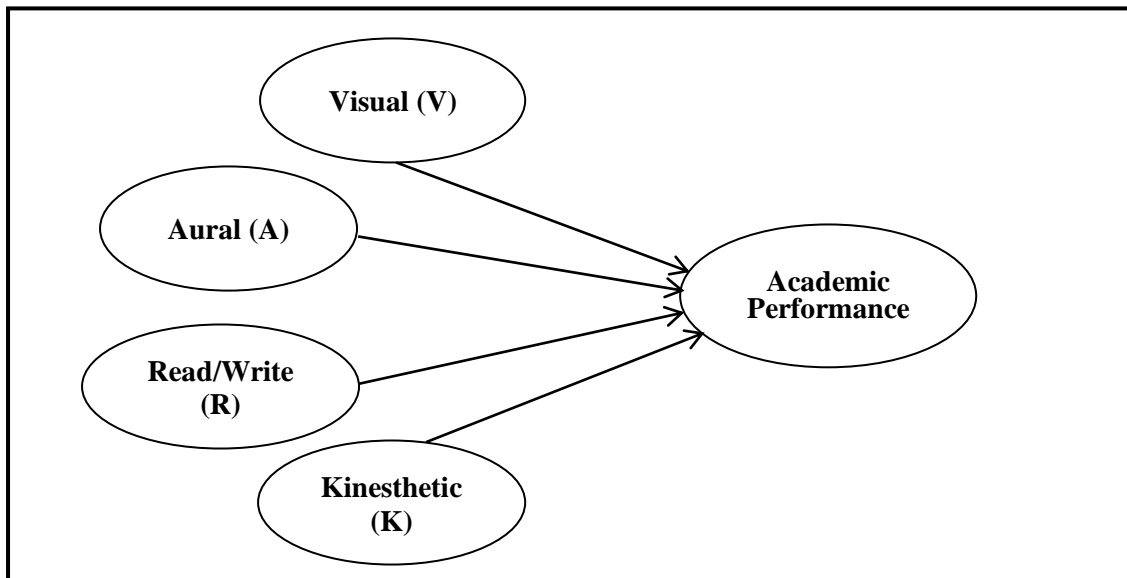 Visual (V)
Aural (A)
Academic
Performance
Read/Write
(R)
Kinesthetic
(K)